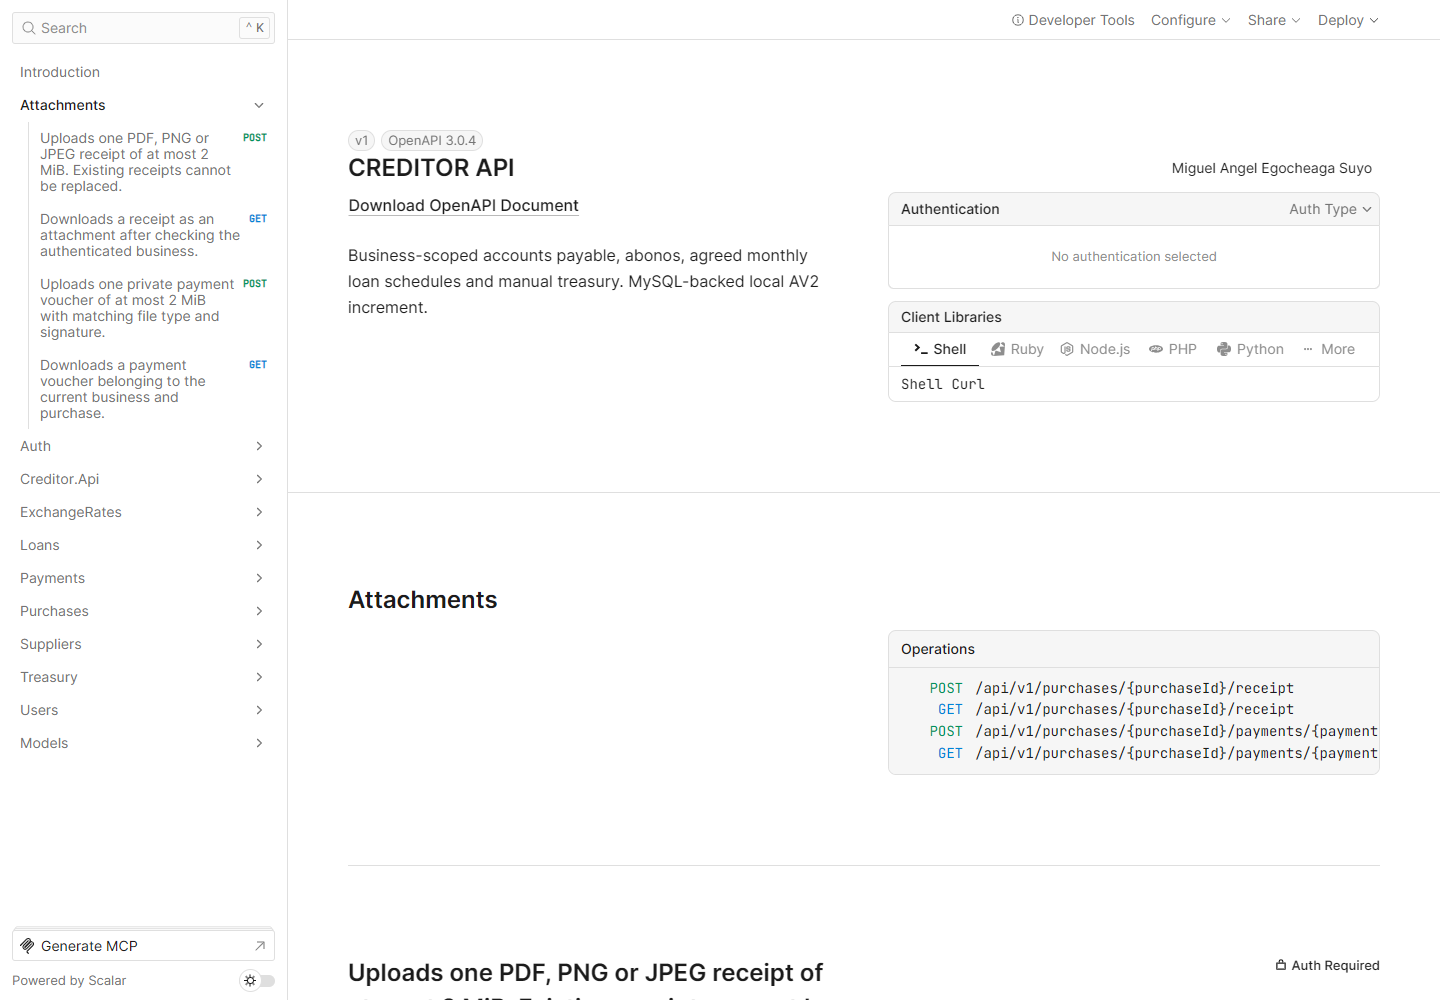 Search
^ K
Introduction
Attachments
Uploads one PDF, PNG or POST
JPEG receipt of at most 2
MiB. Existing receipts cannot
be replaced.
Downloads a receipt as an GET
attachment after checking the
authenticated business.
Uploads one private payment POST
voucher of at most 2 MiB
with matching file type and
signature.
Downloads a payment GET
voucher belonging to the
current business and
purchase.
Auth
Creditor.Api
ExchangeRates
Loans
Payments
Purchases
Suppliers
Treasury
Users
Models
Generate MCP
Powered by Scalar
Developer Tools Configure Share Deploy
v1 OpenAPI 3.0.4
CREDITOR API
Download OpenAPI Document
Business-scoped accounts payable, abonos, agreed monthly
loan schedules and manual treasury. MySQL-backed local AV2
increment.
Miguel Angel Egocheaga Suyo
Authentication Auth Type
No authentication selected
Client Libraries
Shell Ruby Node.js PHP Python More
Shell Curl
Attachments
Operations
POST /api/v1/purchases/{purchaseId}/receipt
GET /api/v1/purchases/{purchaseId}/receipt
POST /api/v1/purchases/{purchaseId}/payments/{payment
GET /api/v1/purchases/{purchaseId}/payments/{payment
Uploads one PDF, PNG or JPEG receipt of
Auth Required